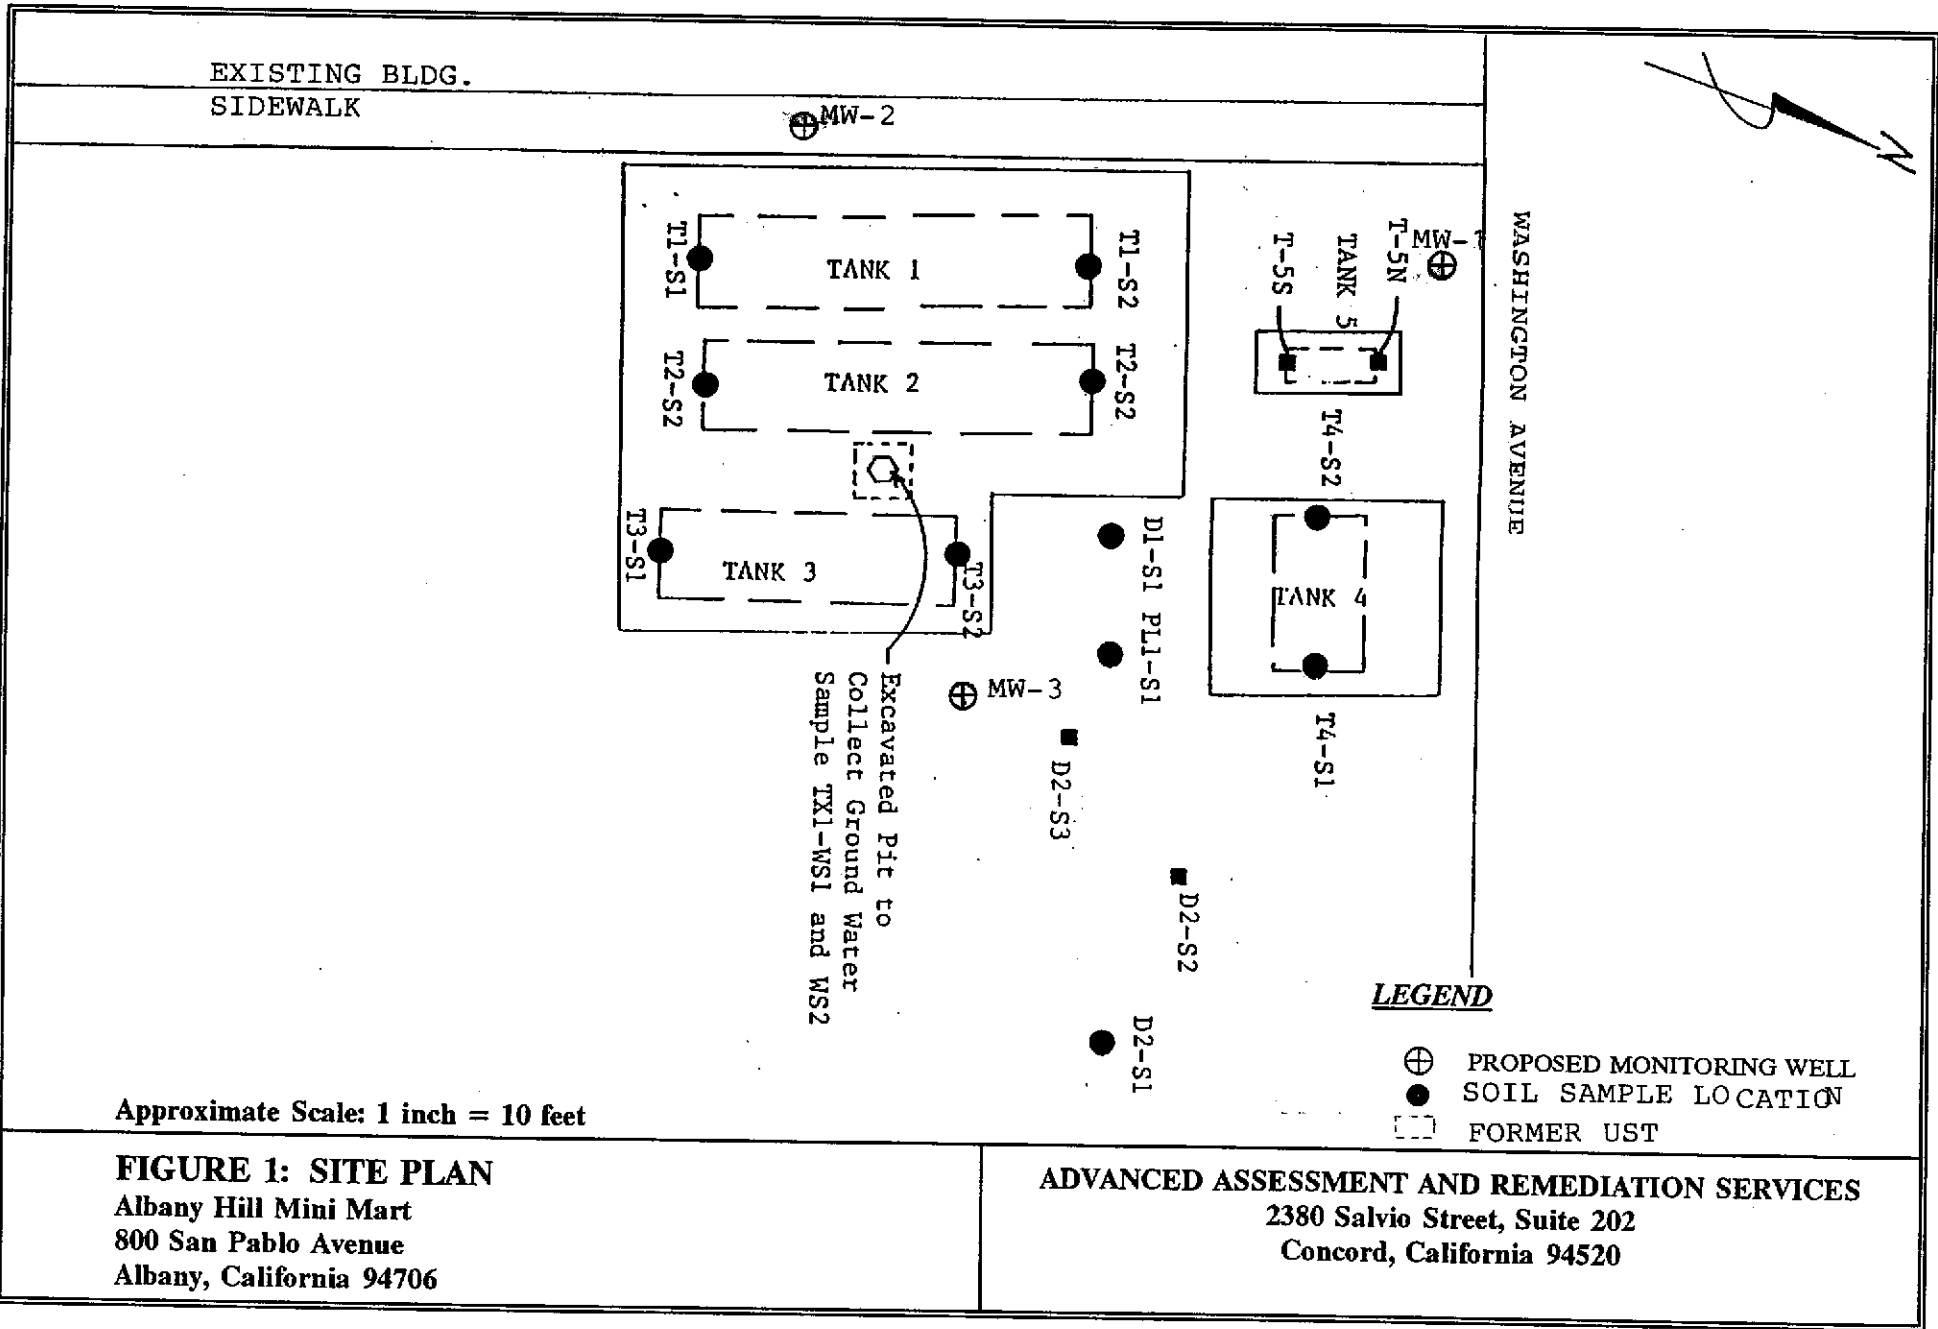 EXISTING BLDG.
SIDEWALK
MW-2
N
T1-S1
TANK 1
T1-S2
T-5S
TANK 5
T-5N
MW-1
WASHINGTON AVENUE
T2-S2
TANK 2
T2-S2
T4-S2
T3-S1
TANK 3
T3-S2
D1-S1
PL1-S1
TANK 4
T4-S1
MW-3
Excavated Pit to
Collect Ground Water
Sample TX1-WS1 and WS2
D2-S3
D2-S2
D2-S1
LEGEND
PROPOSED MONITORING WELL
SOIL SAMPLE LOCATION
FORMER UST
Approximate Scale: 1 inch = 10 feet
FIGURE 1: SITE PLAN
Albany Hill Mini Mart
800 San Pablo Avenue
Albany, California 94706
ADVANCED ASSESSMENT AND REMEDIATION SERVICES
2380 Salvio Street, Suite 202
Concord, California 94520